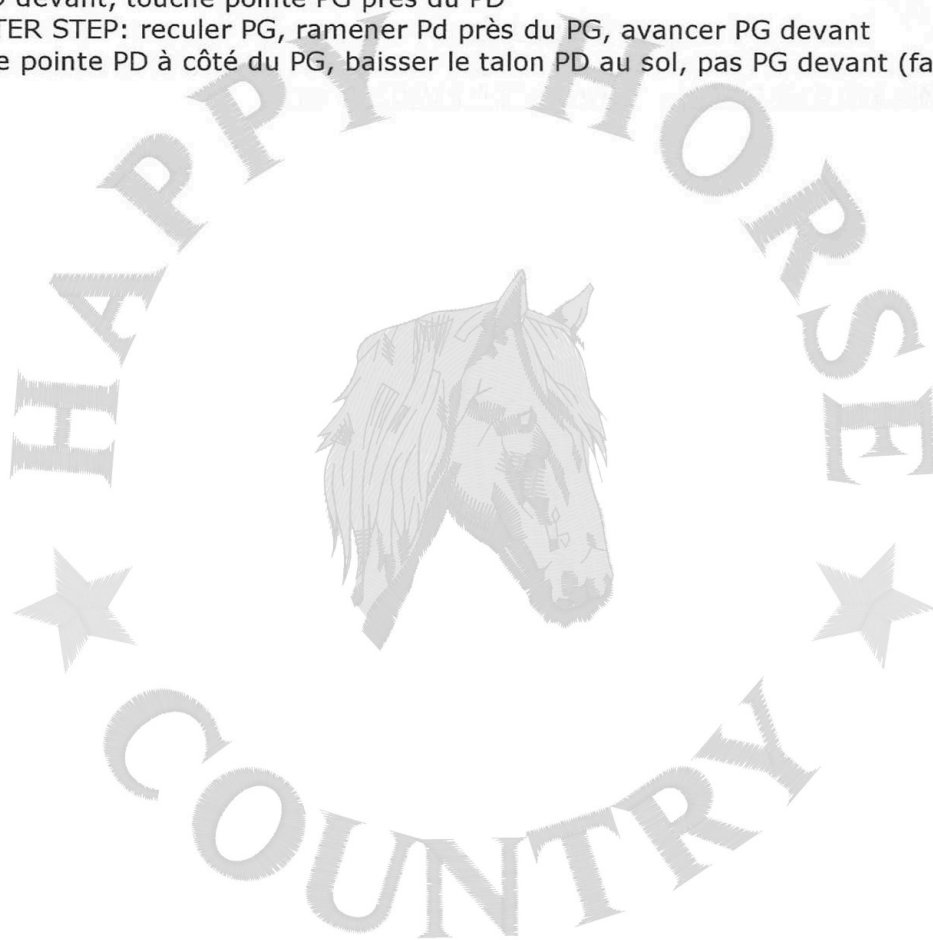 devant, touche pointe PG près du PD
TER STEP: reculer PG, ramener Pd près du PG, avancer PG devant
e pointe PD à côté du PG, baisser le talon PD au sol, pas PG devant (fa
HAPPY HORSE
COUNTRY